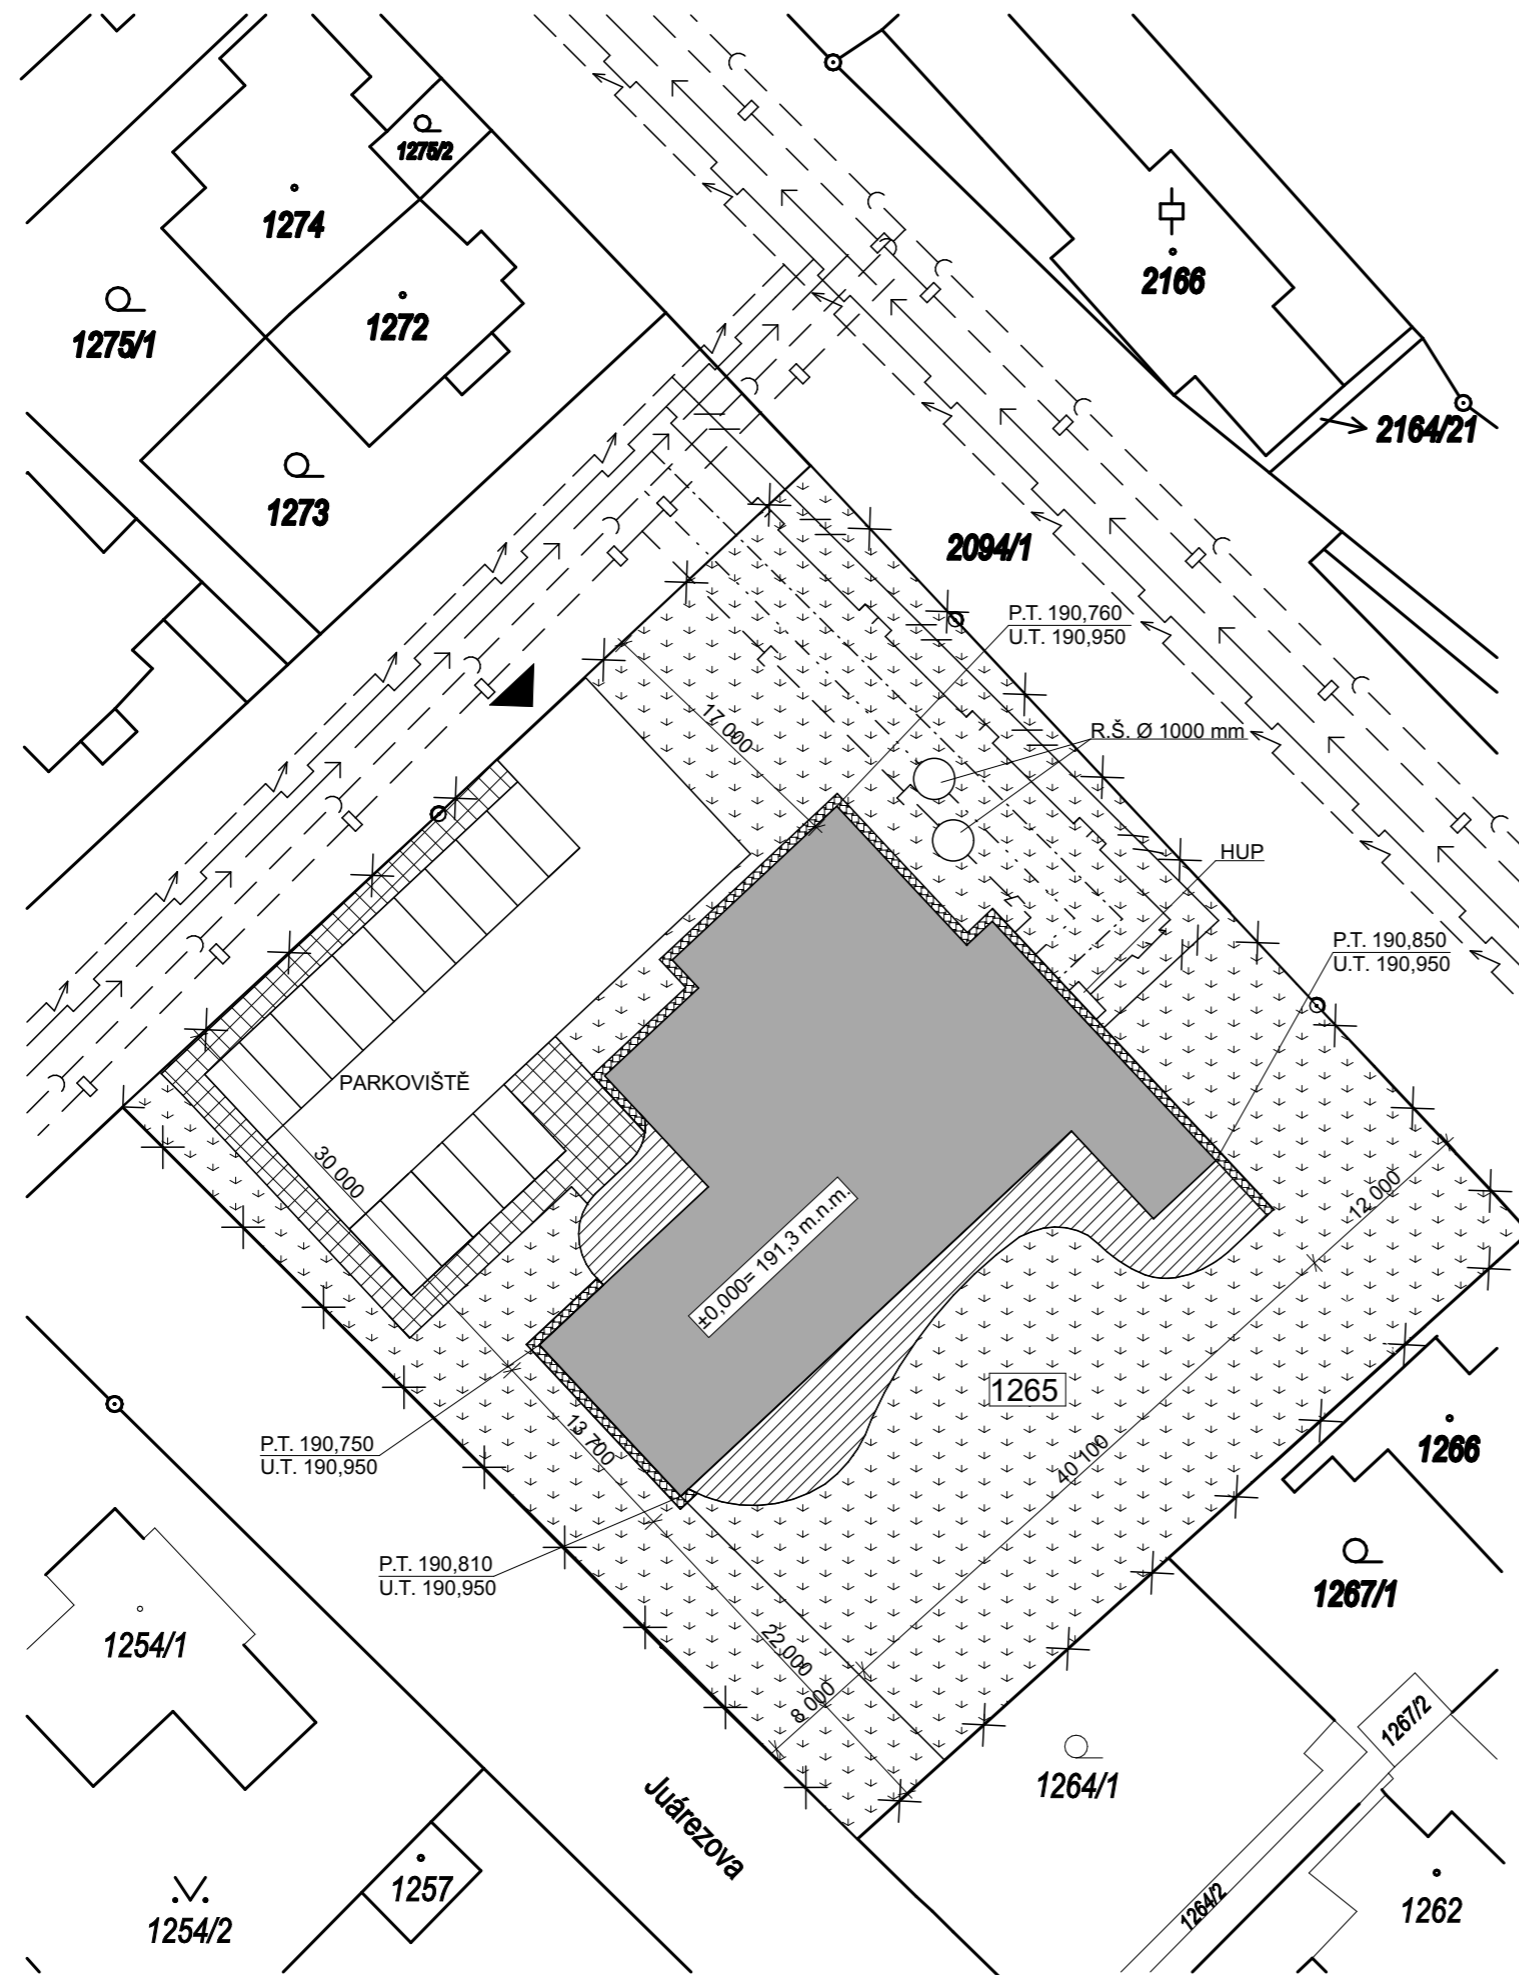 1275/2
1274
2166
1275/1
1272
2164/21
1273
2094/1
P.T. 190,760
U.T. 190,950
17 000
R.Š. Ø 1000 mm
HUP
P.T. 190,850
U.T. 190,950
PARKOVIŠTĚ
30 000
12 000
±0,000= 191,3 m.n.m.
1265
13 700
P.T. 190,750
U.T. 190,950
40 100
1266
P.T. 190,810
U.T. 190,950
1267/1
1254/1
22 000
8 000
1267/2
1264/1
Juárezova
1257
1264/2
1262
1254/2